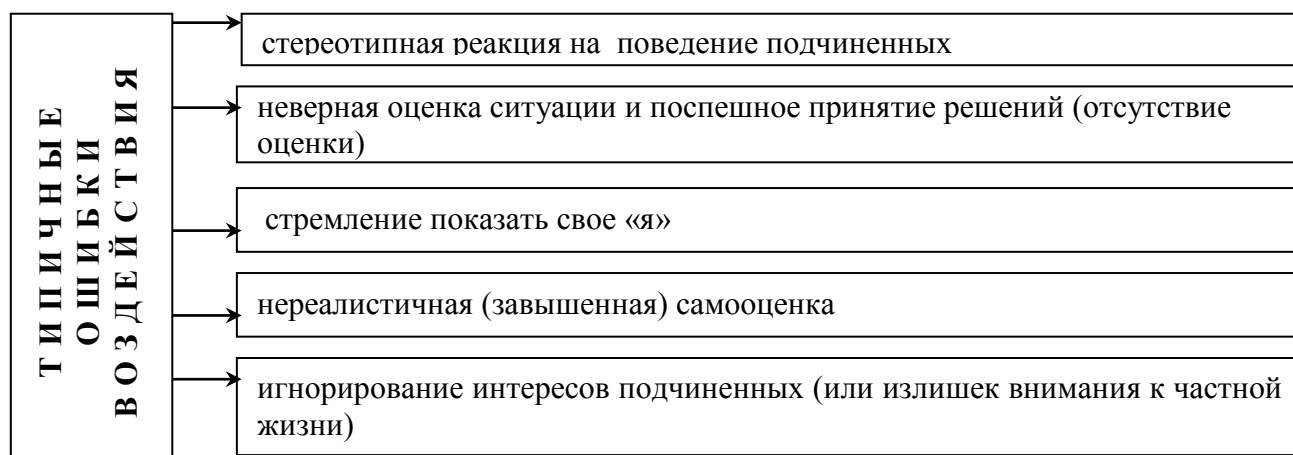 ТИПИЧНЫЕ
ОШИБКИ
ВОЗДЕЙСТВИЯ
стереотипная реакция на поведение подчиненных
неверная оценка ситуации и поспешное принятие решений (отсутствие
оценки)
стремление показать свое «я»
нереалистичная (завышенная) самооценка
игнорирование интересов подчиненных (или излишек внимания к частной
жизни)